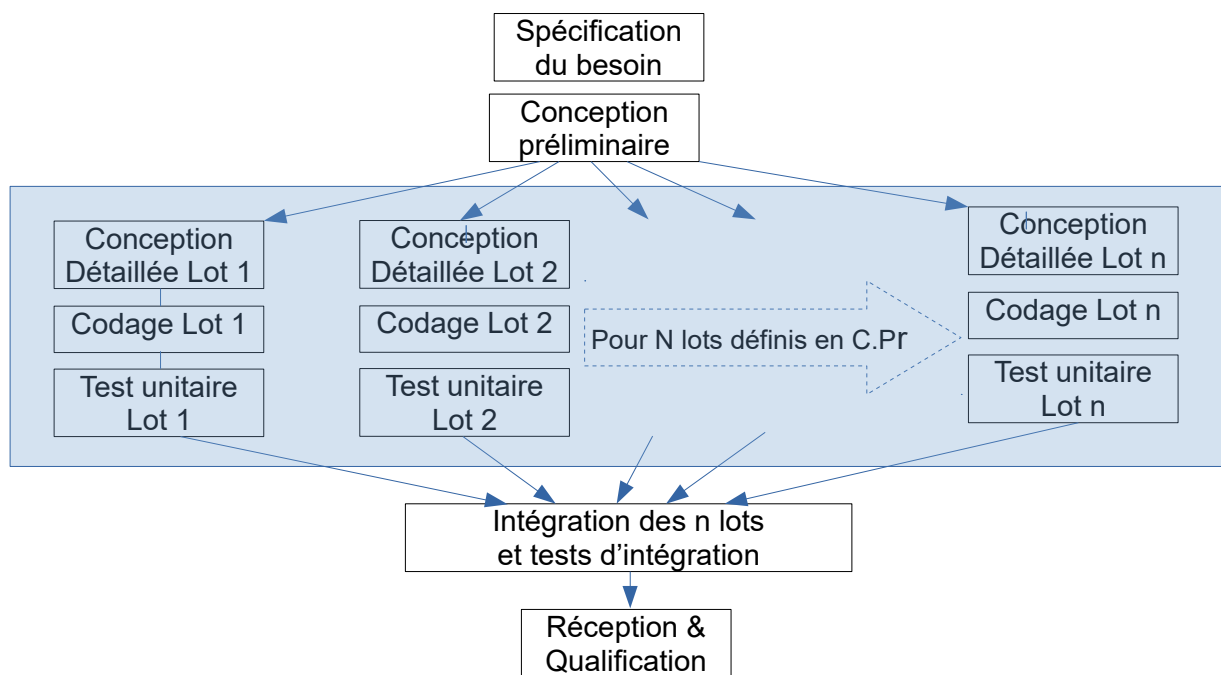 Spécification
du besoin
Conception
préliminaire
Conception
Détaillée Lot 1
Codage Lot 1
Test unitaire
Lot 1
Conception
Détaillée Lot 2
Codage Lot 2
Test unitaire
Lot 2
Pour N lots définis en C.Pr
Conception
Détaillée Lot n
Codage Lot n
Test unitaire
Lot n
Intégration des n lots
et tests d’intégration
Réception &
Qualification